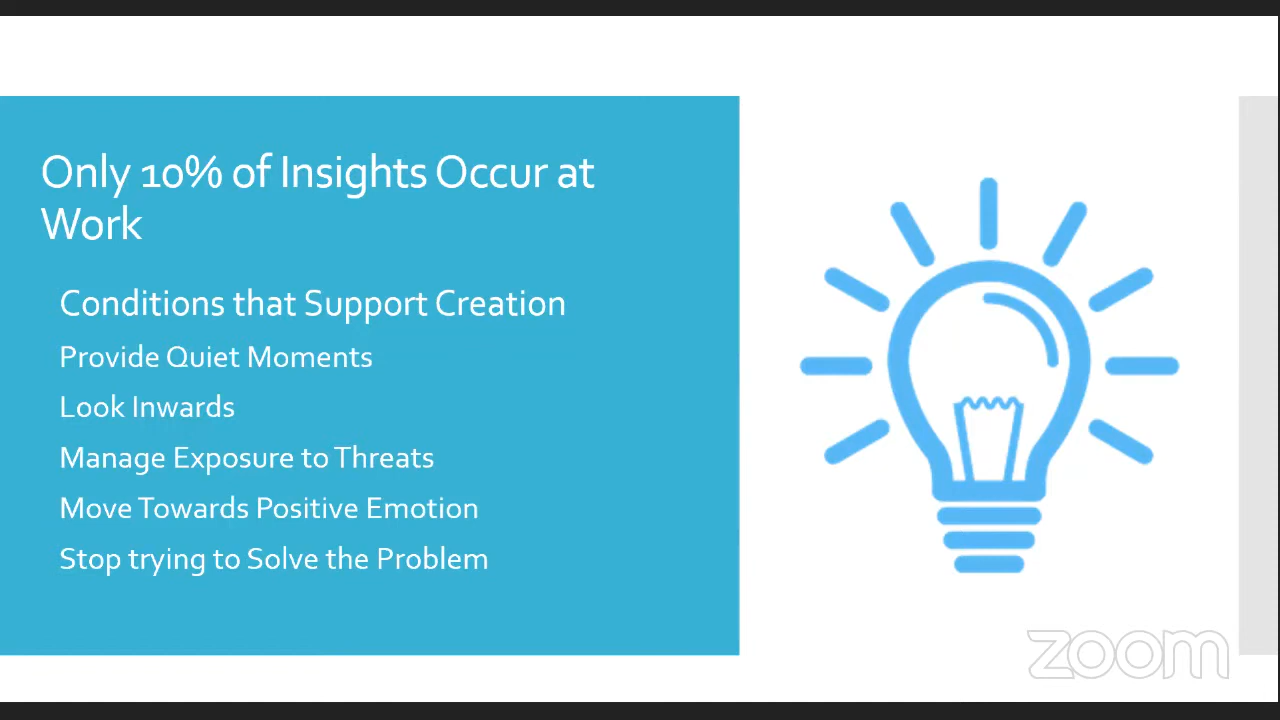 Only 10% of Insights Occur at
Work
Conditions that Support Creation
Provide Quiet Moments
Look Inwards
Manage Exposure to Threats
Move Towards Positive Emotion
Stop trying to Solve the Problem
zoom